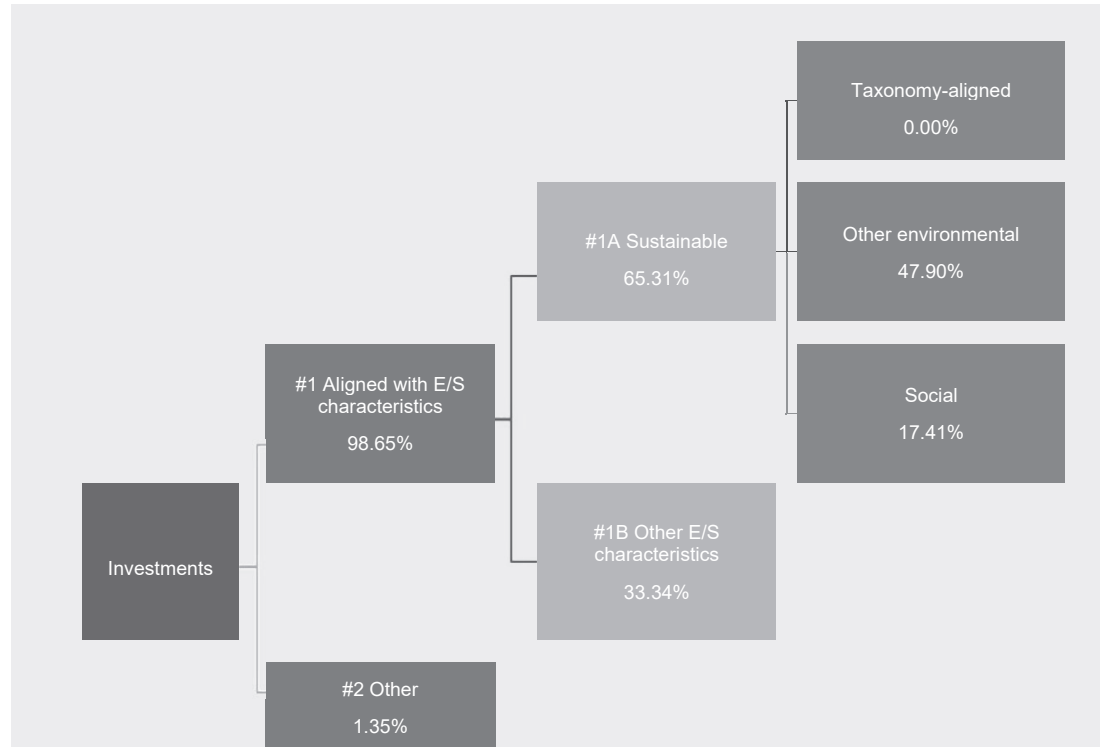 Taxonomy-aligned
0.00%
#1A Sustainable
65.31%
Other environmental
47.90%
#1 Aligned with E/S
characteristics
98.65%
Social
17.41%
Investments
#1B Other E/S
characteristics
33.34%
#2 Other
1.35%